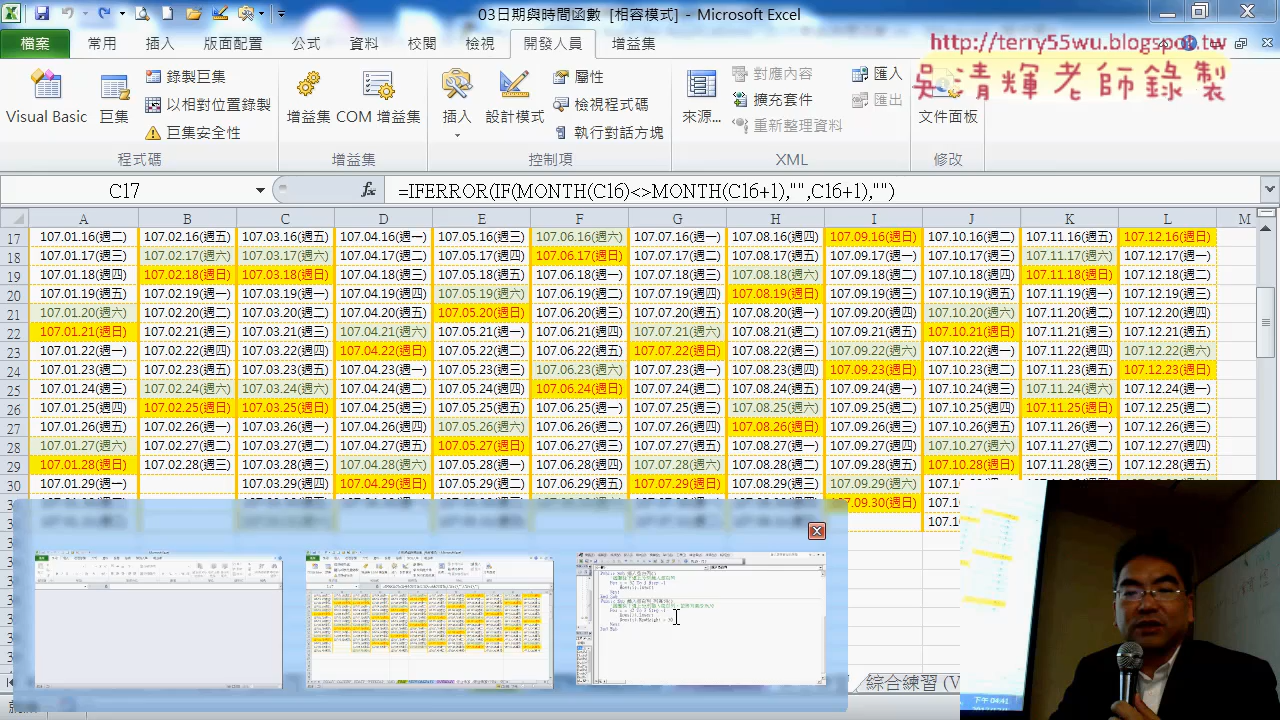 03日期與時間函數 [相容模式] - Microsoft Excel
檔案 常用 插入 版面配置 公式 資料 校閱 檢視 開發人員 增益集
http://terry55wu.blogspot.tw
吳清輝老師錄製
Visual Basic 巨集 錄製巨集 以相對位置錄製 巨集安全性 程式碼
增益集 COM 增益集 增益集
插入 設計模式 屬性 檢視程式碼 執行對話方塊 控制項
來源... 對應內容 擴充套件 重新整理資料 匯入 匯出 XML
文件面板 修改
C17 fx =IFERROR(IF(MONTH(C16)<>MONTH(C16+1),"",C16+1),"")
A B C D E F G H I J K L M
17 107.01.16(週二) 107.02.16(週五) 107.03.16(週五) 107.04.16(週一) 107.05.16(週三) 107.06.16(週六) 107.07.16(週一) 107.08.16(週四) 107.09.16(週日) 107.10.16(週二) 107.11.16(週五) 107.12.16(週日)
18 107.01.17(週三) 107.02.17(週六) 107.03.17(週六) 107.04.17(週二) 107.05.17(週四) 107.06.17(週日) 107.07.17(週二) 107.08.17(週五) 107.09.17(週一) 107.10.17(週三) 107.11.17(週六) 107.12.17(週一)
19 107.01.18(週四) 107.02.18(週日) 107.03.18(週日) 107.04.18(週三) 107.05.18(週五) 107.06.18(週一) 107.07.18(週三) 107.08.18(週六) 107.09.18(週二) 107.10.18(週四) 107.11.18(週日) 107.12.18(週二)
20 107.01.19(週五) 107.02.19(週一) 107.03.19(週一) 107.04.19(週四) 107.05.19(週六) 107.06.19(週二) 107.07.19(週四) 107.08.19(週日) 107.09.19(週三) 107.10.19(週五) 107.11.19(週一) 107.12.19(週三)
21 107.01.20(週六) 107.02.20(週二) 107.03.20(週二) 107.04.20(週五) 107.05.20(週日) 107.06.20(週三) 107.07.20(週五) 107.08.20(週一) 107.09.20(週四) 107.10.20(週六) 107.11.20(週二) 107.12.20(週四)
22 107.01.21(週日) 107.02.21(週三) 107.03.21(週三) 107.04.21(週六) 107.05.21(週一) 107.06.21(週四) 107.07.21(週六) 107.08.21(週二) 107.09.21(週五) 107.10.21(週日) 107.11.21(週三) 107.12.21(週五)
23 107.01.22(週一) 107.02.22(週四) 107.03.22(週四) 107.04.22(週日) 107.05.22(週二) 107.06.22(週五) 107.07.22(週日) 107.08.22(週三) 107.09.22(週六) 107.10.22(週一) 107.11.22(週四) 107.12.22(週六)
24 107.01.23(週二) 107.02.23(週五) 107.03.23(週五) 107.04.23(週一) 107.05.23(週三) 107.06.23(週六) 107.07.23(週一) 107.08.23(週四) 107.09.23(週日) 107.10.23(週二) 107.11.23(週五) 107.12.23(週日)
25 107.01.24(週三) 107.02.24(週六) 107.03.24(週六) 107.04.24(週二) 107.05.24(週四) 107.06.24(週日) 107.07.24(週二) 107.08.24(週五) 107.09.24(週一) 107.10.24(週三) 107.11.24(週六) 107.12.24(週一)
26 107.01.25(週四) 107.02.25(週日) 107.03.25(週日) 107.04.25(週三) 107.05.25(週五) 107.06.25(週一) 107.07.25(週三) 107.08.25(週六) 107.09.25(週二) 107.10.25(週四) 107.11.25(週日) 107.12.25(週二)
27 107.01.26(週五) 107.02.26(週一) 107.03.26(週一) 107.04.26(週四) 107.05.26(週六) 107.06.26(週二) 107.07.26(週四) 107.08.26(週日) 107.09.26(週三) 107.10.26(週五) 107.11.26(週一) 107.12.26(週三)
28 107.01.27(週六) 107.02.27(週二) 107.03.27(週二) 107.04.27(週五) 107.05.27(週日) 107.06.27(週三) 107.07.27(週五) 107.08.27(週一) 107.09.27(週四) 107.10.27(週六) 107.11.27(週二) 107.12.27(週四)
29 107.01.28(週日) 107.02.28(週三) 107.03.28(週三) 107.04.28(週六) 107.05.28(週一) 107.06.28(週四) 107.07.28(週六) 107.08.28(週二) 107.09.28(週五) 107.10.28(週日) 107.11.28(週三) 107.12.28(週五)
30 107.01.29(週一) 107.03.29(週四) 107.04.29(週日) 107.05.29(週二) 107.06.29(週五) 107.07.29(週日) 107.08.29(週三) 107.09.29(週六) 107.10.29(週一) 107.11.29(週四) 107.12.29(週六)
107.09.30(週日) 107.10
107.10
綜合練習 (V
下午 04:41